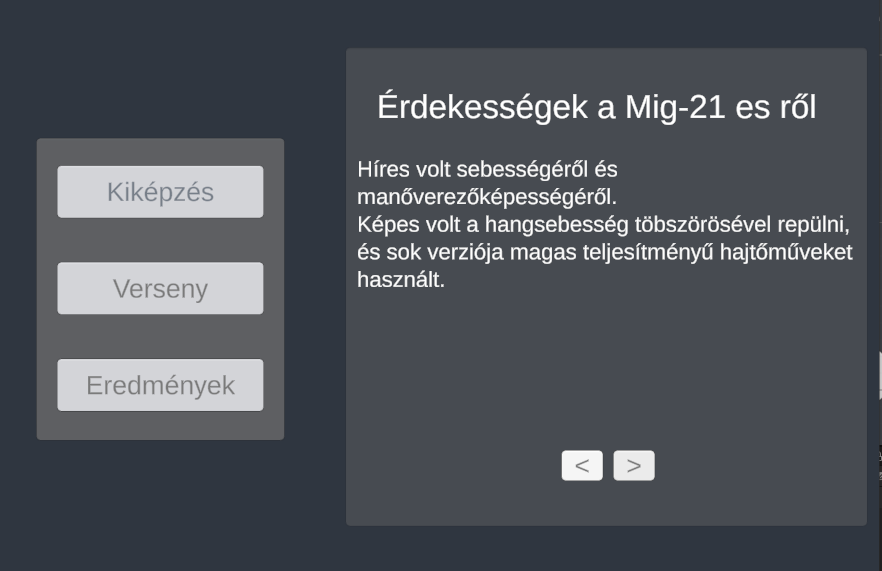 Kiképzés
Verseny
Eredmények
Érdekességek a Mig-21 es ről
Híres volt sebességéről és
manőverezőképességéről.
Képes volt a hangsebesség töbszörösével repülni,
és sok verziója magas teljesítményű hajtőműveket
használt.
< >